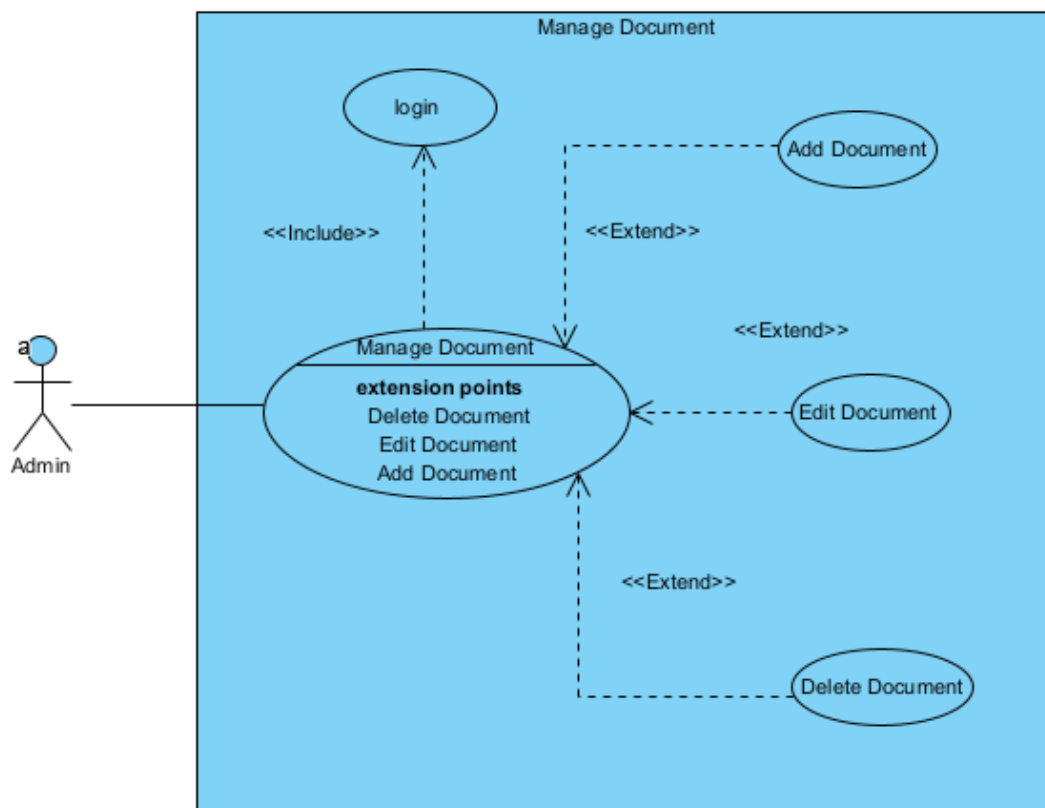 Manage Document
login
Add Document
<<Include>>
<<Extend>>
<<Extend>>
a
Admin
Manage Document
extension points
Delete Document
Edit Document
Add Document
Edit Document
<<Extend>>
Delete Document